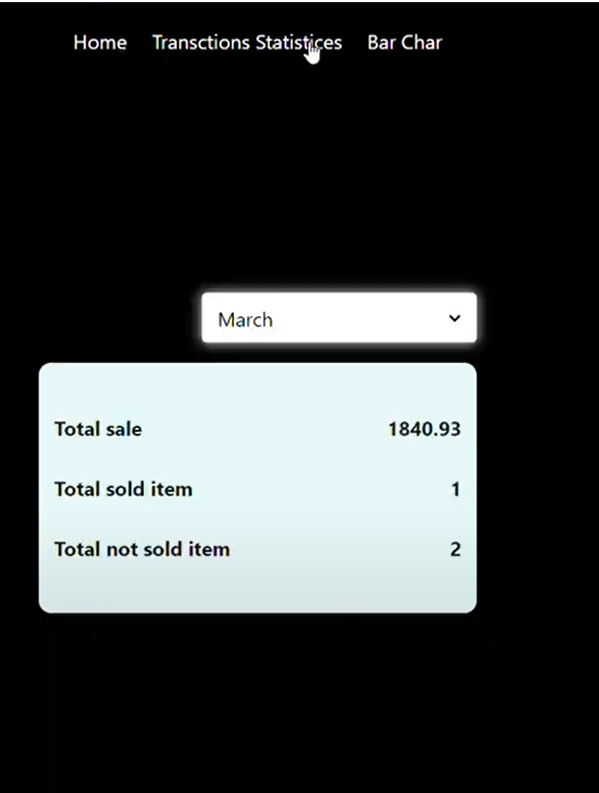 Home Transctions Statistices Bar Char
March
Total sale 1840.93
Total sold item 1
Total not sold item 2